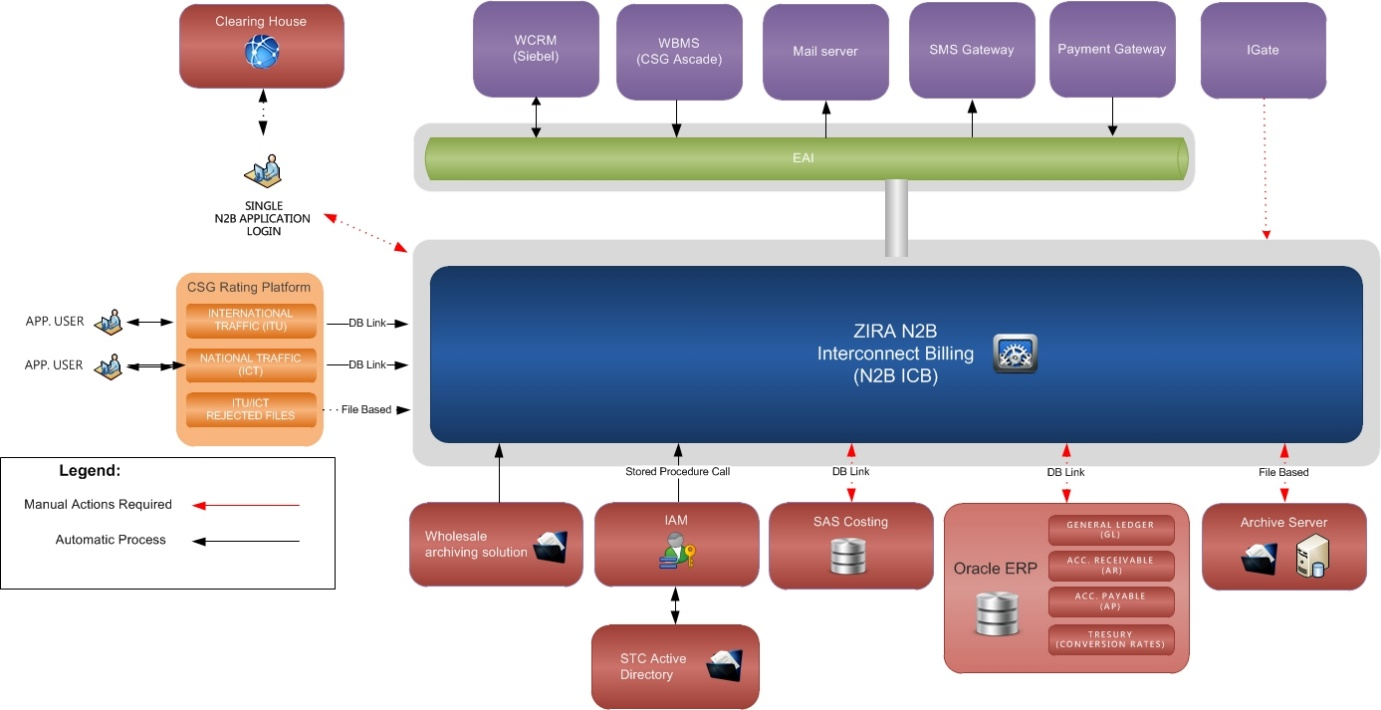 Clearing House
WCRM
(Siebel)
WBMS
(CSG Ascade)
Mail server
SMS Gateway
Payment Gateway
IGate
EAI
SINGLE
N2B APPLICATION
LOGIN
CSG Rating Platform
INTERNATIONAL
TRAFFIC (ITU)
NATIONAL TRAFFIC
(ICT)
ITU/ICT
REJECTED FILES
APP. USER
APP. USER
DB Link
DB Link
File Based
ZIRA N2B
Interconnect Billing
(N2B ICB)
Legend:
Manual Actions Required
Automatic Process
Stored Procedure Call
DB Link
DB Link
File Based
Wholesale
archiving solution
IAM
SAS Costing
Oracle ERP
GENERAL LEDGER
(GL)
ACC. RECEIVABLE
(AR)
ACC. PAYABLE
(AP)
TRESURY
(CONVERSION RATES)
Archive Server
STC Active
Directory